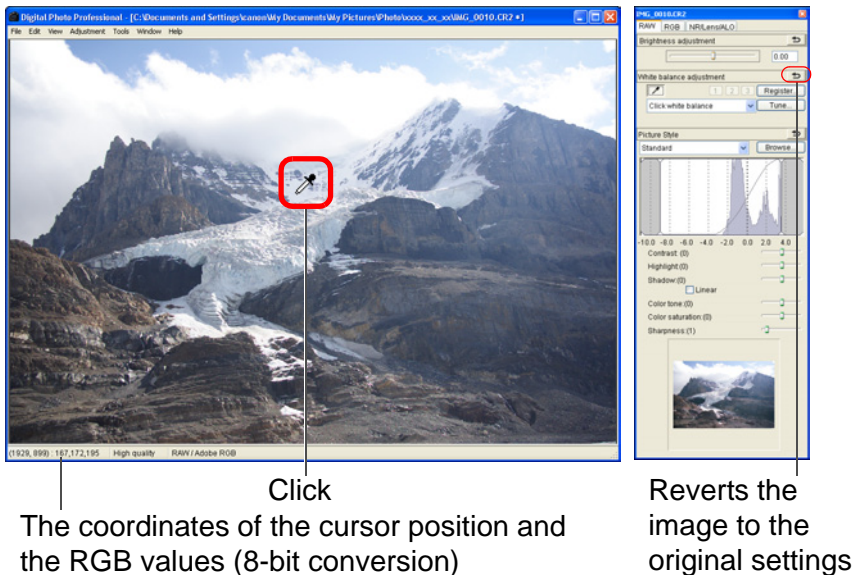 Digital Photo Professional - [C:\Documents and Settings\canon\My Documents\My Pictures\Photo\xxxx_xx_xx\IMG_0010.CR2 *]
File Edit View Adjustment Tools Window Help
(1929, 899) : 167,172,195 High quality RAW / Adobe RGB
IMG_0010.CR2
RAW RGB NR/Lens/ALO
Brightness adjustment
0.00
White balance adjustment
1 2 3 Register...
Click white balance Tune...
Picture Style
Standard Browse...
-10.0 -8.0 -6.0 -4.0 -2.0 0.0 2.0 4.0
Contrast:(0)
Highlight:(0)
Shadow:(0)
Linear
Color tone:(0)
Color saturation:(0)
Sharpness:(1)
Click
The coordinates of the cursor position and
the RGB values (8-bit conversion)
Reverts the
image to the
original settings